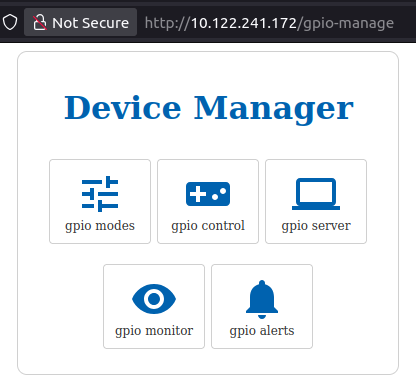 Not Secure http://10.122.241.172/gpio-manage
Device Manager
gpio modes gpio control gpio server
gpio monitor gpio alerts